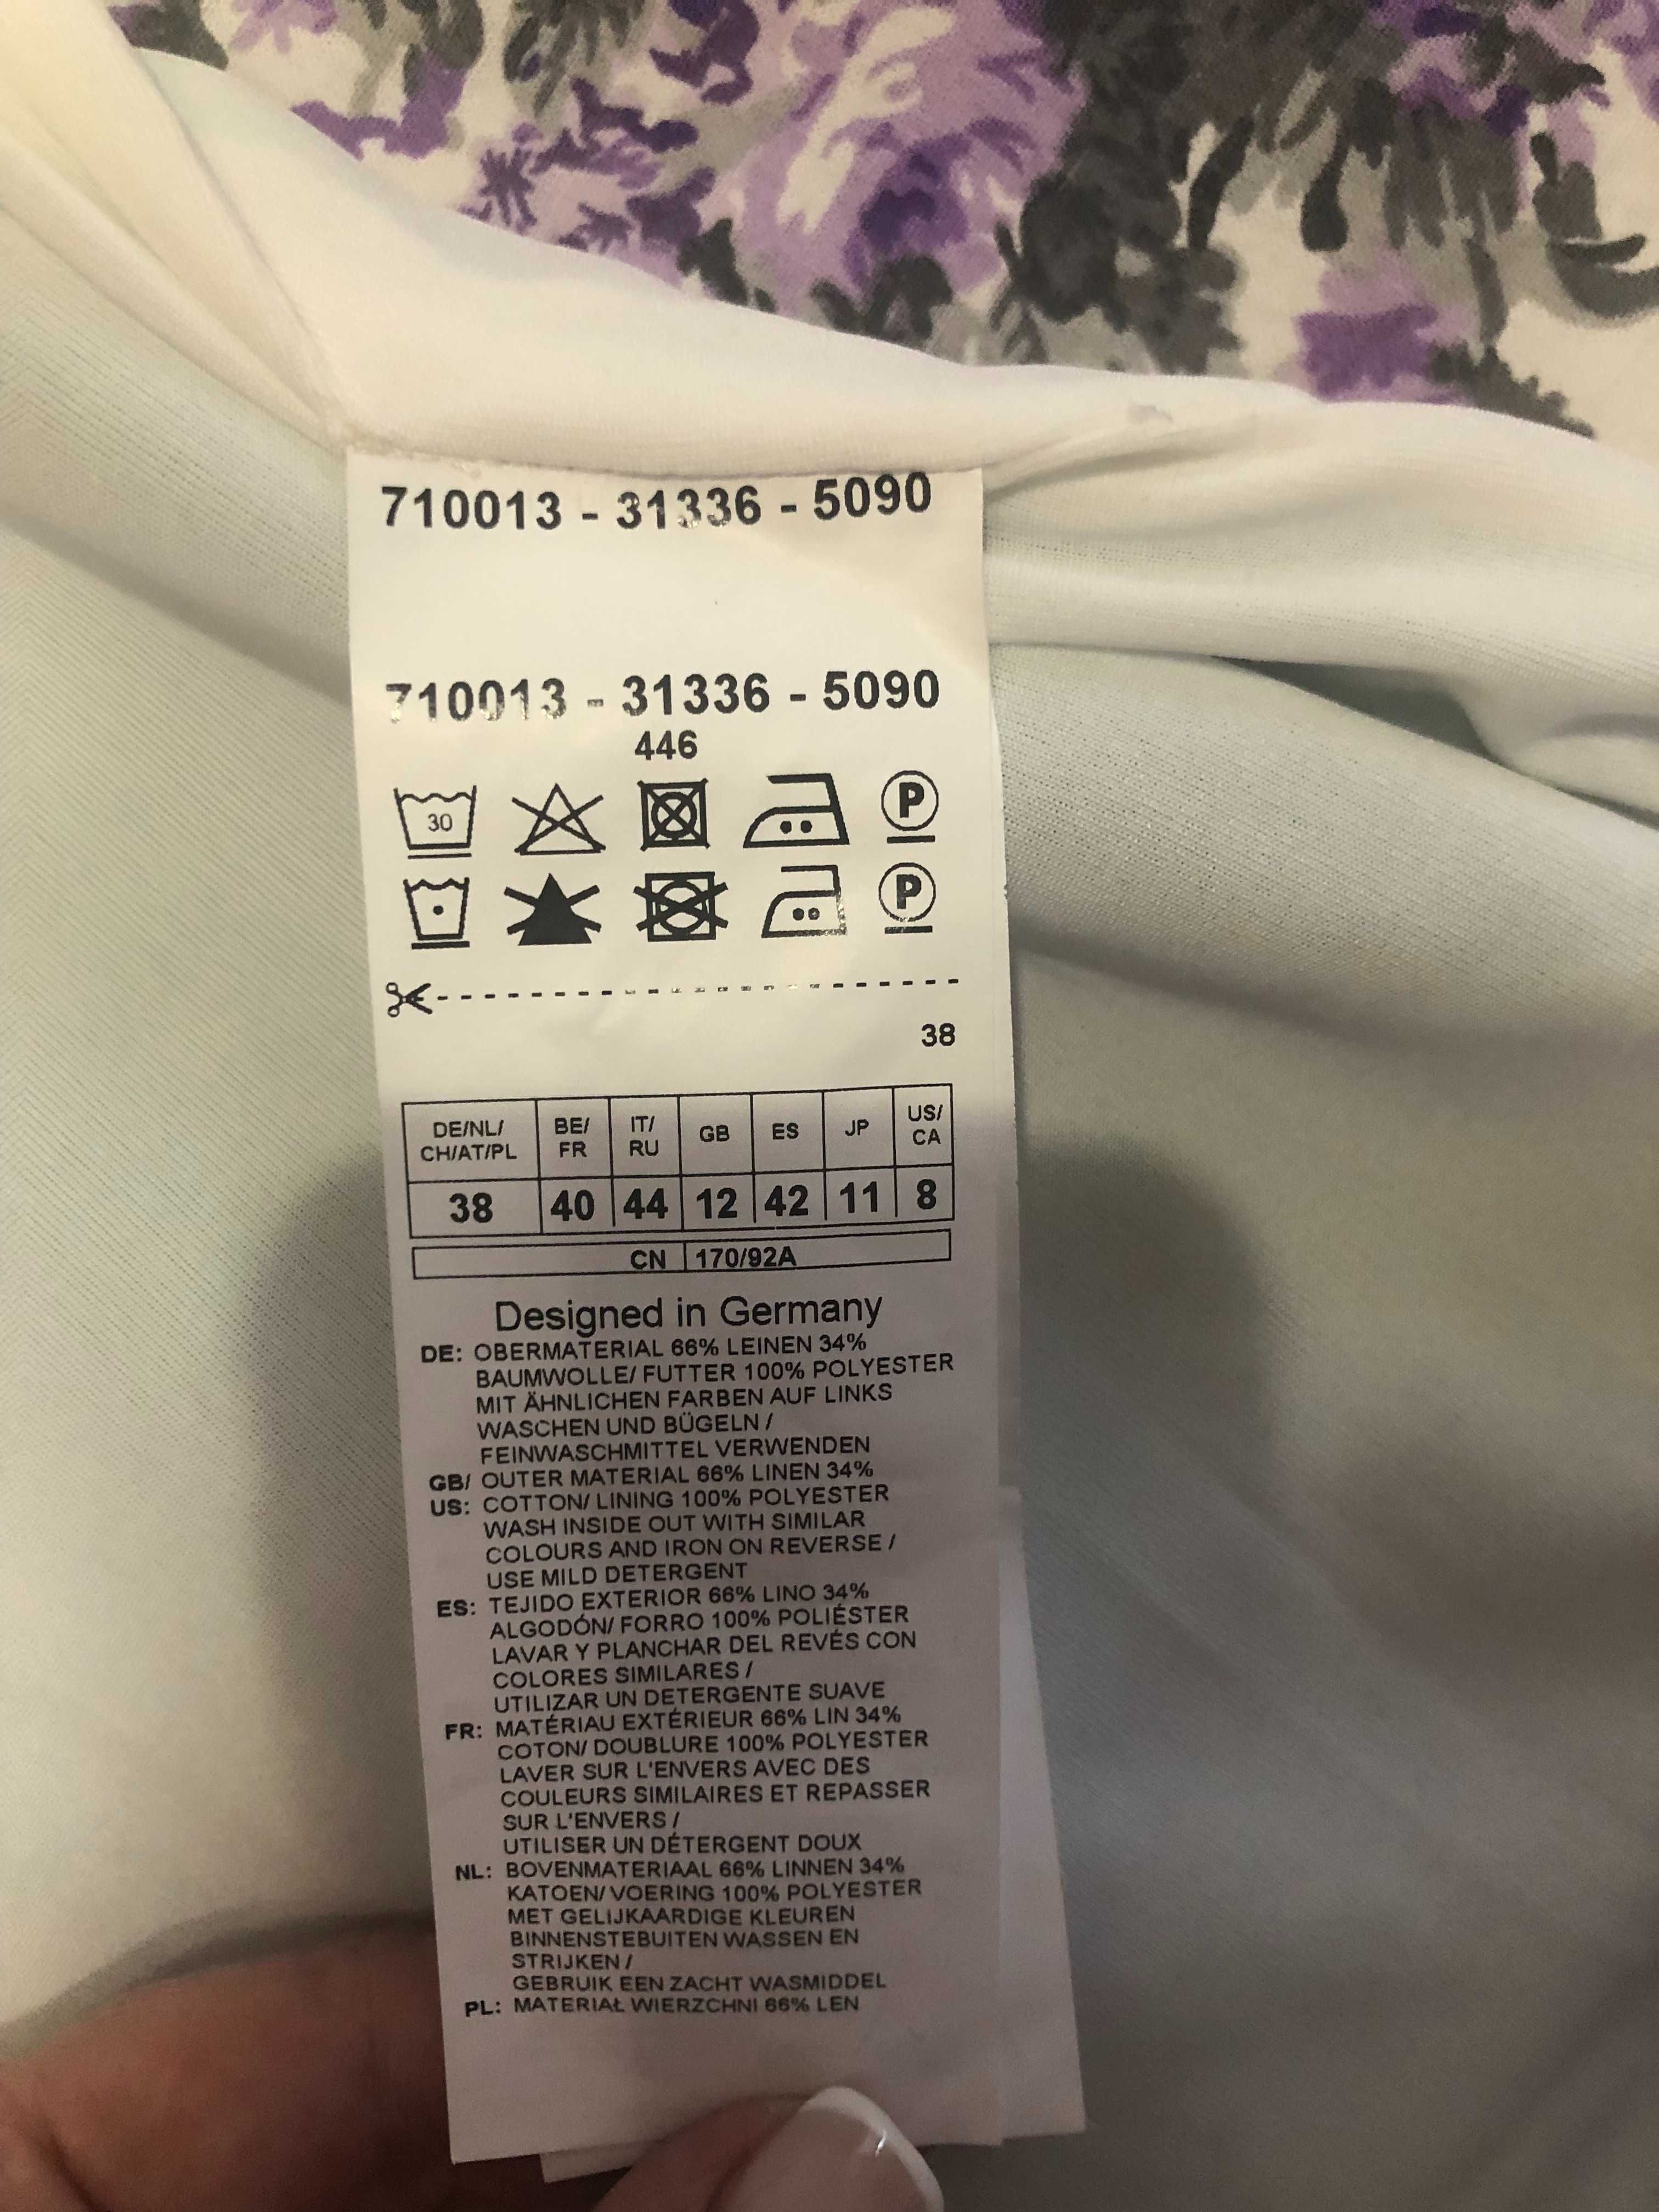 710013 - 31336 - 5090
710013 - 31336 - 5090
446
30 P
P
38
DE/NL/ CH/AT/PL BE/ FR IT/ RU GB ES JP US/ CA
38 40 44 12 42 11 8
CN 170/92A
Designed in Germany
DE: OBERMATERIAL 66% LEINEN 34%
BAUMWOLLE/ FUTTER 100% POLYESTER
MIT ÄHNLICHEN FARBEN AUF LINKS
WASCHEN UND BÜGELN /
FEINWASCHMITTEL VERWENDEN
GB/ OUTER MATERIAL 66% LINEN 34%
US: COTTON/ LINING 100% POLYESTER
WASH INSIDE OUT WITH SIMILAR
COLOURS AND IRON ON REVERSE /
USE MILD DETERGENT
ES: TEJIDO EXTERIOR 66% LINO 34%
ALGODÓN/ FORRO 100% POLIÉSTER
LAVAR Y PLANCHAR DEL REVÉS CON
COLORES SIMILARES /
UTILIZAR UN DETERGENTE SUAVE
FR: MATÉRIAU EXTÉRIEUR 66% LIN 34%
COTON/ DOUBLURE 100% POLYESTER
LAVER SUR L'ENVERS AVEC DES
COULEURS SIMILAIRES ET REPASSER
SUR L'ENVERS /
UTILISER UN DÉTERGENT DOUX
NL: BOVENMATERIAAL 66% LINNEN 34%
KATOEN/ VOERING 100% POLYESTER
MET GELIJKAARDIGE KLEUREN
BINNENSTEBUITEN WASSEN EN
STRIJKEN /
GEBRUIK EEN ZACHT WASMIDDEL
PL: MATERIAŁ WIERZCHNI 66% LEN